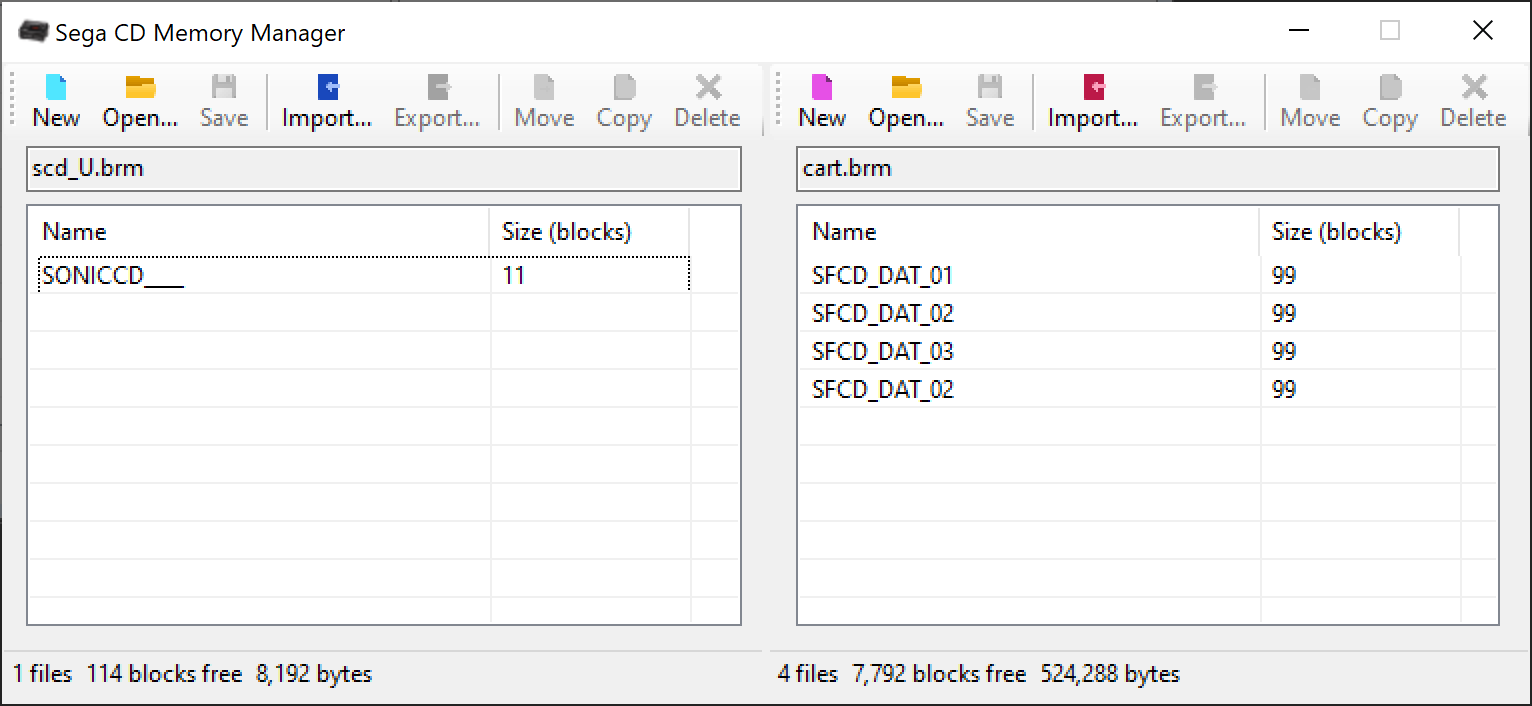 Sega CD Memory Manager
New Open... Save Import... Export... Move Copy Delete New Open... Save Import... Export... Move Copy Delete
scd_U.brm
cart.brm
Name Size (blocks)
SONICCD___ 11
Name Size (blocks)
SFCD_DAT_01 99
SFCD_DAT_02 99
SFCD_DAT_03 99
SFCD_DAT_02 99
1 files 114 blocks free 8,192 bytes
4 files 7,792 blocks free 524,288 bytes